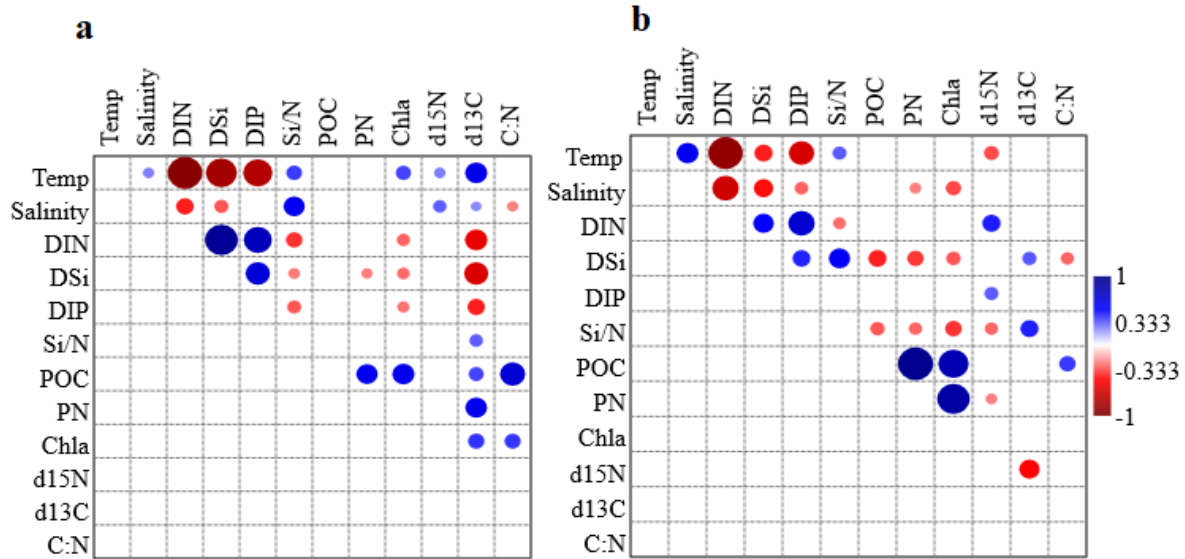 a
Temp
Salinity
DIN
DSi
DIP
Si/N
POC
PN
Chla
d15N
d13C
C:N
Temp
Salinity
DIN
DSi
DIP
Si/N
POC
PN
Chla
d15N
d13C
C:N
b
Temp
Salinity
DIN
DSi
DIP
Si/N
POC
PN
Chla
d15N
d13C
C:N
Temp
Salinity
DIN
DSi
DIP
Si/N
POC
PN
Chla
d15N
d13C
C:N
1
0.333
-0.333
-1